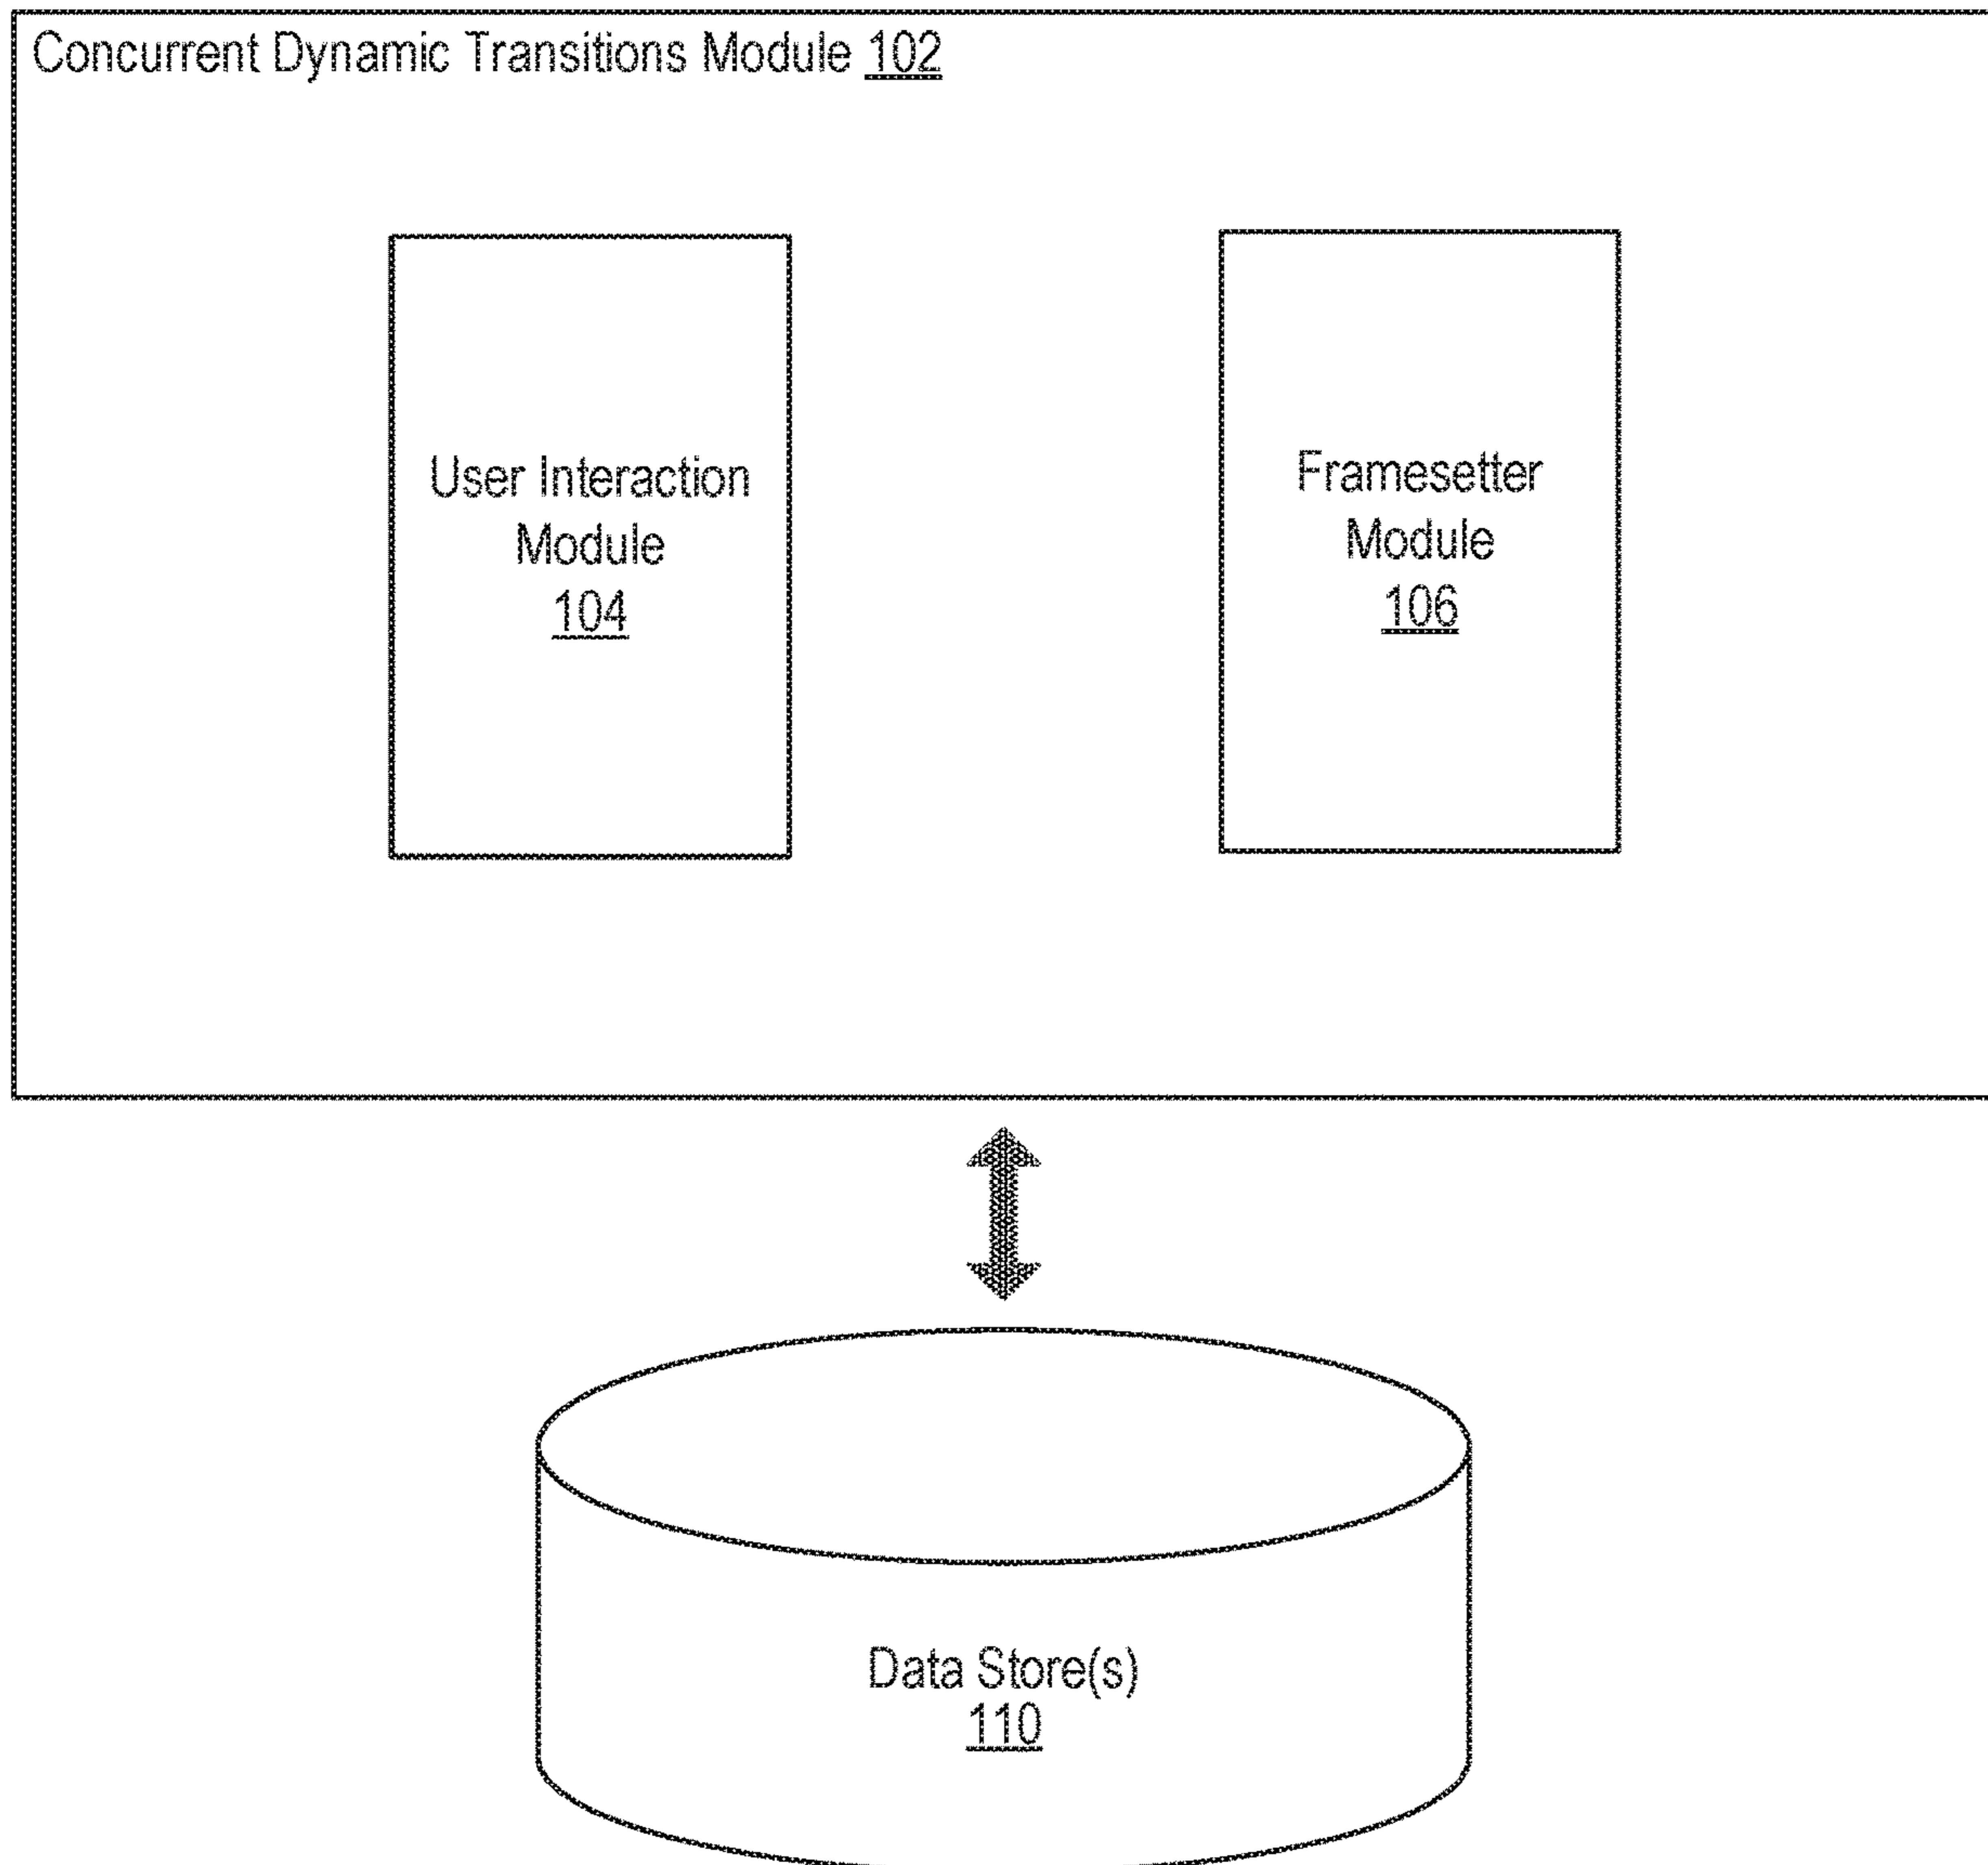 Concurrent Dynamic Transitions Module 102
User Interaction
Module
104
Framesetter
Module
106
Data Store(s)
110